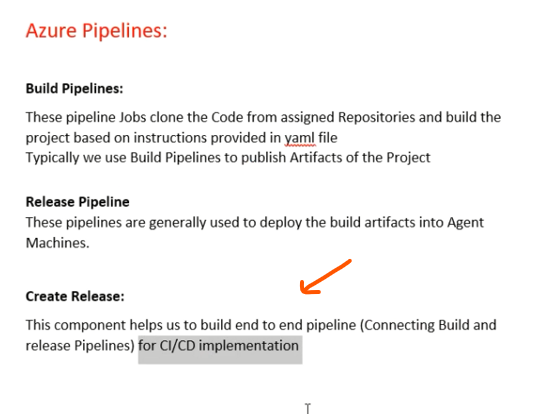 Azure Pipelines:
Build Pipelines:
These pipeline Jobs clone the Code from assigned Repositories and build the
project based on instructions provided in yaml file
Typically we use Build Pipelines to publish Artifacts of the Project
Release Pipeline
These pipelines are generally used to deploy the build artifacts into Agent
Machines.
Create Release:
This component helps us to build end to end pipeline (Connecting Build and
release Pipelines) for CI/CD implementation